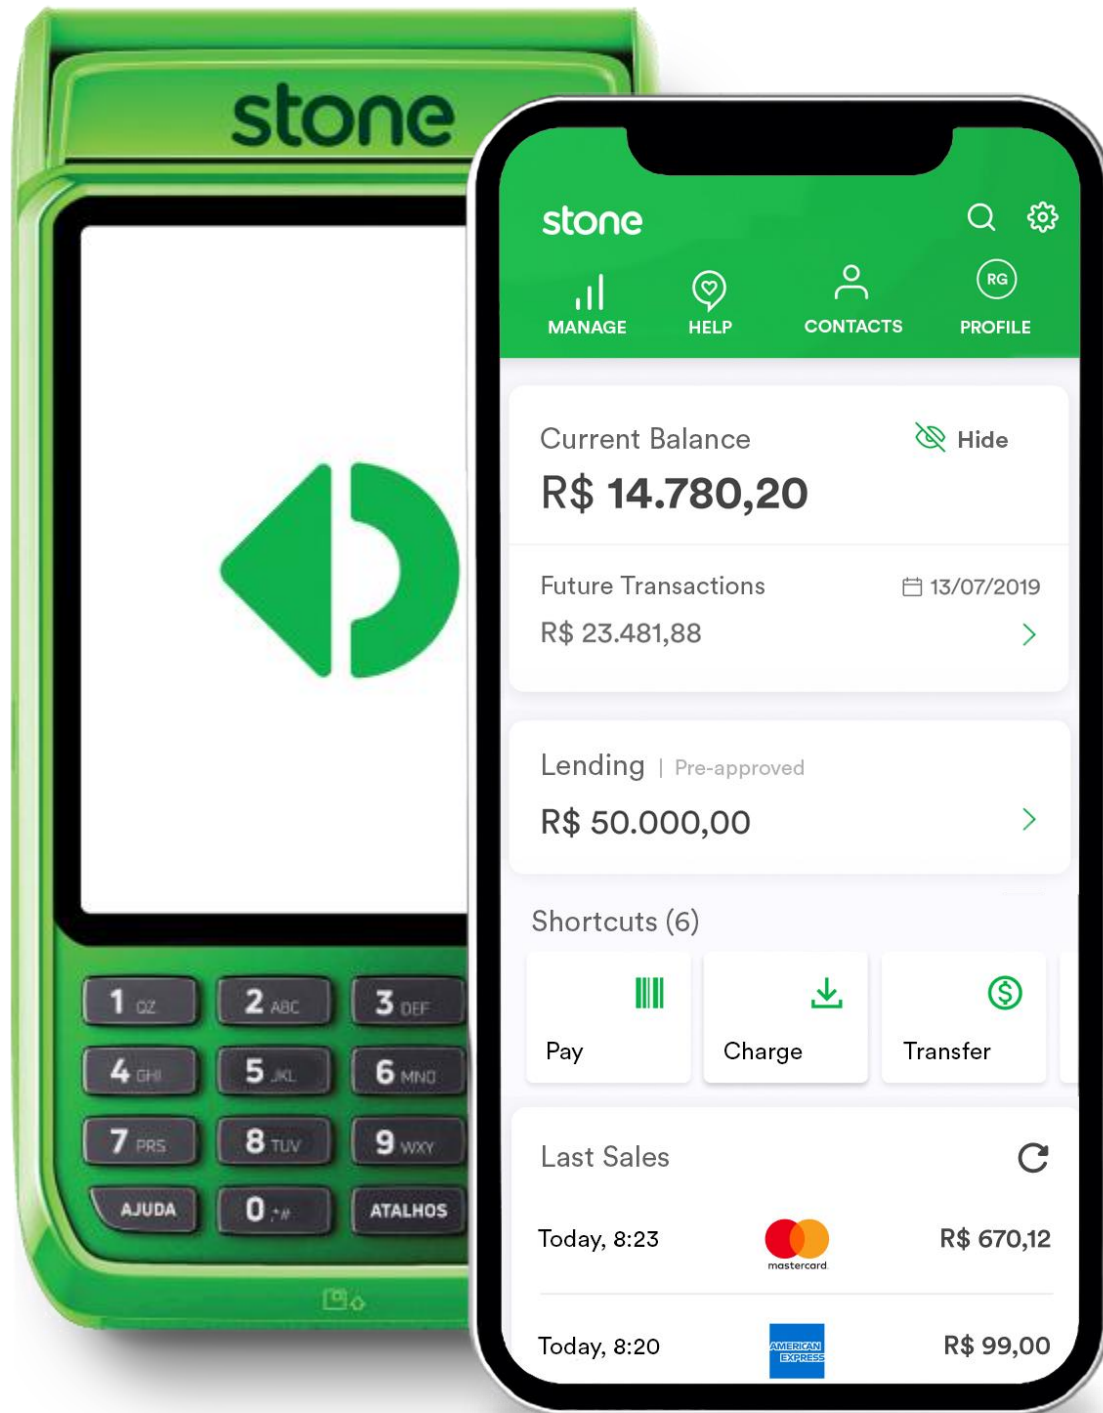 stone
1 QZ 2 ABC 3 DEF
4 GHI 5 JKL 6 MNO
7 PRS 8 TUV 9 WXY
AJUDA 0 ,*# ATALHOS
stone
MANAGE HELP CONTACTS RG PROFILE
Current Balance Hide
R$ 14.780,20
Future Transactions 13/07/2019
R$ 23.481,88
Lending | Pre-approved
R$ 50.000,00
Shortcuts (6)
Pay Charge Transfer
Last Sales
Today, 8:23 mastercard. R$ 670,12
Today, 8:20 AMERICAN EXPRESS R$ 99,00